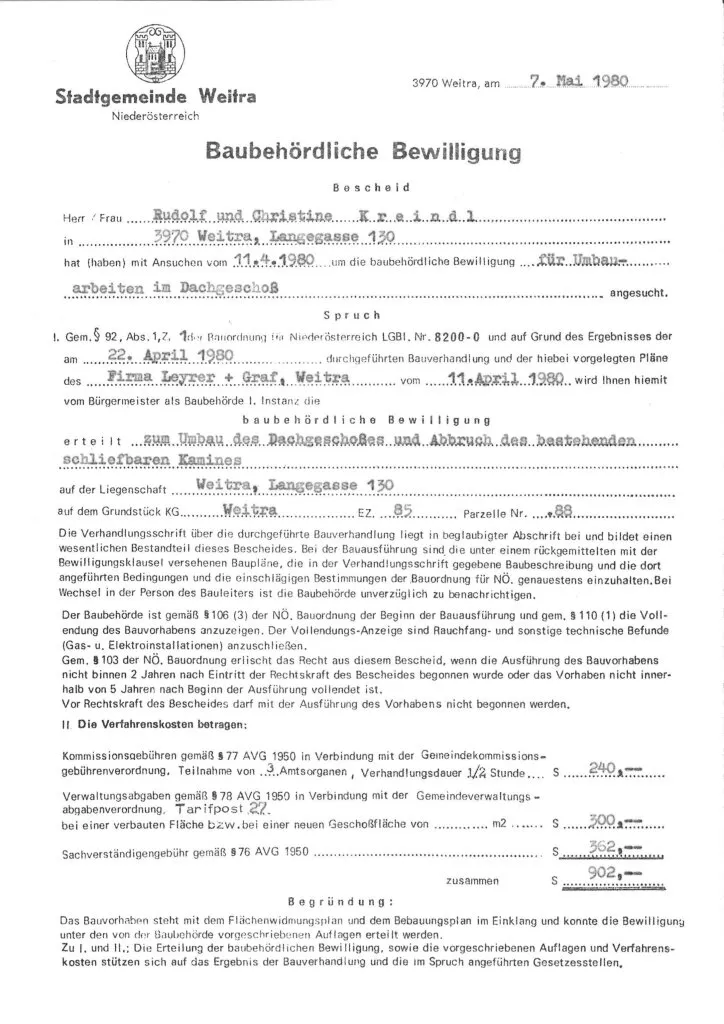 3970 Weitra, am 7. Mai 1980
Stadtgemeinde Weitra
Niederösterreich
Baubehördliche Bewilligung
Bescheid
Herr / Frau Rudolf und Christine Kreindl
in 3970 Weitra, Langegasse 130
hat (haben) mit Ansuchen vom 11.4.1980 um die baubehördliche Bewilligung für Umbau-
arbeiten im Dachgeschoß angesucht.
Spruch
I. Gem. § 92, Abs. 1, Z. 1 der Bauordnung für Niederösterreich LGBl. Nr. 8200-0 und auf Grund des Ergebnisses der
am 22. April 1980 durchgeführten Bauverhandlung und der hiebei vorgelegten Pläne
des Firma Leyrer + Graf, Weitra vom 11.April 1980 wird Ihnen hiemit
vom Bürgermeister als Baubehörde I. Instanz die
baubehördliche Bewilligung
erteilt zum Umbau des Dachgeschoßes und Abbruch des bestehenden
schliefbaren Kamines
auf der Liegenschaft Weitra, Langegasse 130
auf dem Grundstück KG. Weitra EZ. 85 Parzelle Nr. .88
Die Verhandlungsschrift über die durchgeführte Bauverhandlung liegt in beglaubigter Abschrift bei und bildet einen
wesentlichen Bestandteil dieses Bescheides. Bei der Bauausführung sind die unter einem rückgemittelten mit der
Bewilligungsklausel versehenen Baupläne, die in der Verhandlungsschrift gegebene Baubeschreibung und die dort
angeführten Bedingungen und die einschlägigen Bestimmungen der Bauordnung für NÖ. genauestens einzuhalten. Bei
Wechsel in der Person des Bauleiters ist die Baubehörde unverzüglich zu benachrichtigen.
Der Baubehörde ist gemäß § 106 (3) der NÖ. Bauordnung der Beginn der Bauausführung und gem. § 110 (1) die Voll-
endung des Bauvorhabens anzuzeigen. Der Vollendungs-Anzeige sind Rauchfang- und sonstige technische Befunde
(Gas- u. Elektroinstallationen) anzuschließen.
Gem. § 103 der NÖ. Bauordnung erlischt das Recht aus diesem Bescheid, wenn die Ausführung des Bauvorhabens
nicht binnen 2 Jahren nach Eintritt der Rechtskraft des Bescheides begonnen wurde oder das Vorhaben nicht inner-
halb von 5 Jahren nach Beginn der Ausführung vollendet ist.
Vor Rechtskraft des Bescheides darf mit der Ausführung des Vorhabens nicht begonnen werden.
II Die Verfahrenskosten betragen:
Kommissionsgebühren gemäß § 77 AVG 1950 in Verbindung mit der Gemeindekommissions-
gebührenverordnung, Teilnahme von 3 Amtsorganen, Verhandlungsdauer 1/2 Stunde S 240,--
Verwaltungsabgaben gemäß § 78 AVG 1950 in Verbindung mit der Gemeindeverwaltungs-
abgabenverordnung, Tarifpost 27.
bei einer verbauten Fläche bzw. bei einer neuen Geschoßfläche von m2 S 300,--
Sachverständigengebühr gemäß § 76 AVG 1950 S 362,--
zusammen S 902,--
Begründung:
Das Bauvorhaben steht mit dem Flächenwidmungsplan und dem Bebauungsplan im Einklang und konnte die Bewilligung
unter den von der Baubehörde vorgeschriebenen Auflagen erteilt werden.
Zu I. und II.; Die Erteilung der baubehördlichen Bewilligung, sowie die vorgeschriebenen Auflagen und Verfahrens-
kosten stützen sich auf das Ergebnis der Bauverhandlung und die im Spruch angeführten Gesetzesstellen.